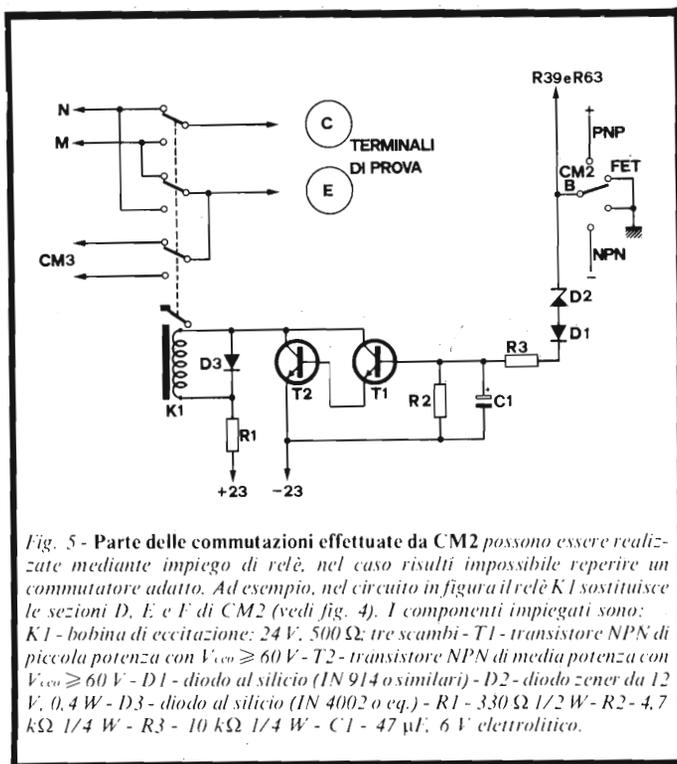 R39eR63
N
C
M
TERMINALI
DI PROVA
E
+
PNP
CM2
B
FET
NPN
-
CM3
D2
D1
D3
K1
T2
T1
R3
R2
C1
+
R1
+23
-23
Fig. 5 - Parte delle commutazioni effettuate da CM2 possono essere realiz-
zate mediante impiego di relè, nel caso risulti impossibile reperire un
commutatore adatto. Ad esempio, nel circuito in figura il relè K1 sostituisce
le sezioni D, E e F di CM2 (vedi fig. 4). I componenti impiegati sono:
K1 - bobina di eccitazione: 24 V, 500 Ω; tre scambi - T1 - transistore NPN di
piccola potenza con Vceo ⩾ 60 V - T2 - transistore NPN di media potenza con
Vceo ⩾ 60 V - D1 - diodo al silicio (IN 914 o similari) - D2 - diodo zener da 12
V, 0,4 W - D3 - diodo al silicio (IN 4002 o eq.) - R1 - 330 Ω 1/2 W - R2 - 4,7
kΩ 1/4 W - R3 - 10 kΩ 1/4 W - C1 - 47 µF, 6 V elettrolitico.